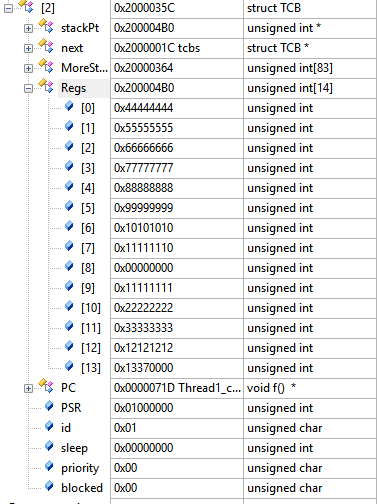 [2] 0x2000035C struct TCB
stackPt 0x200004B0 unsigned int *
next 0x2000001C tcbs struct TCB *
MoreSt... 0x20000364 unsigned int[83]
Regs 0x200004B0 unsigned int[14]
[0] 0x44444444 unsigned int
[1] 0x55555555 unsigned int
[2] 0x66666666 unsigned int
[3] 0x77777777 unsigned int
[4] 0x88888888 unsigned int
[5] 0x99999999 unsigned int
[6] 0x10101010 unsigned int
[7] 0x11111110 unsigned int
[8] 0x00000000 unsigned int
[9] 0x11111111 unsigned int
[10] 0x22222222 unsigned int
[11] 0x33333333 unsigned int
[12] 0x12121212 unsigned int
[13] 0x13370000 unsigned int
PC 0x0000071D Thread1_c... void f() *
PSR 0x01000000 unsigned int
id 0x01 unsigned char
sleep 0x00000000 unsigned int
priority 0x00 unsigned char
blocked 0x00 unsigned char